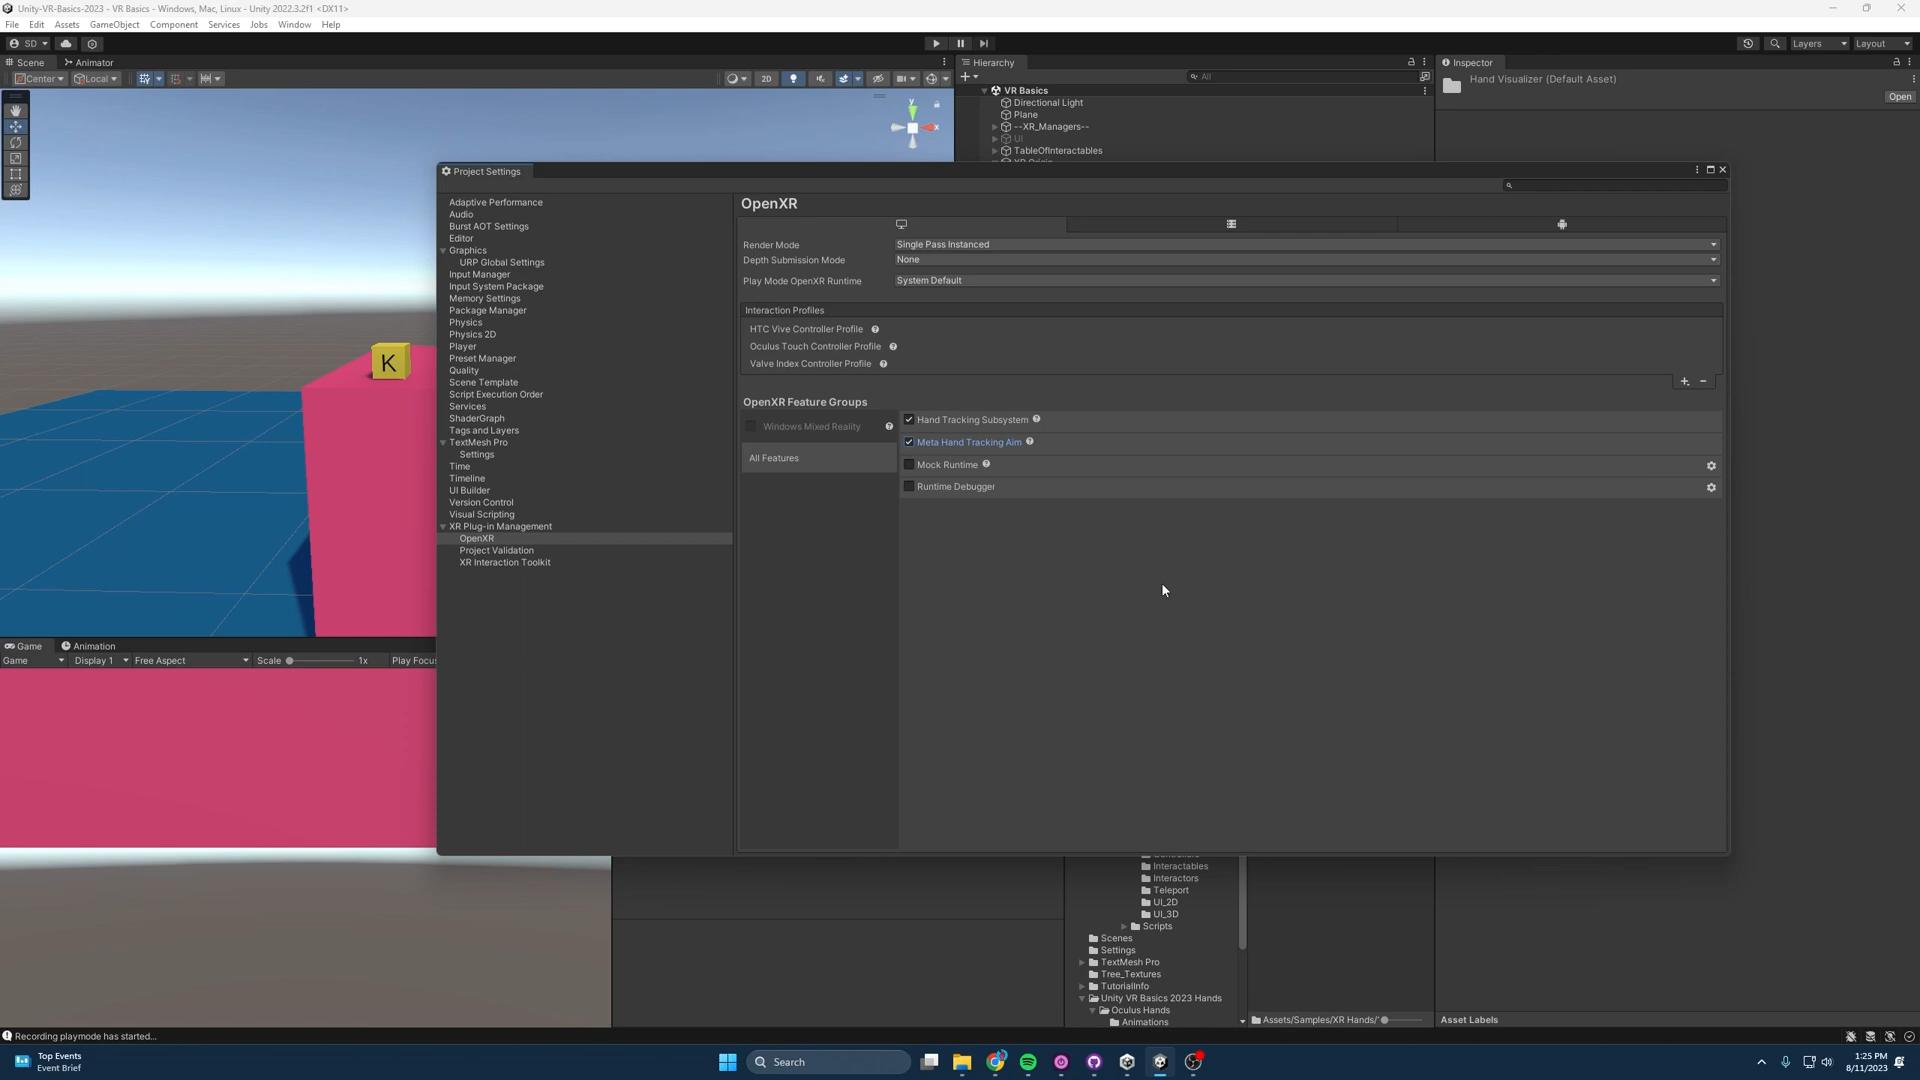 Unity-VR-Basics-2023 - VR Basics - Windows, Mac, Linux - Unity 2022.3.2f1 <DX11>
File Edit Assets GameObject Component Services Jobs Window Help
SD Layers Layout
Scene Animator
Center Local 2D
Hierarchy
All
VR Basics
Directional Light
Plane
--XR_Managers--
UI
TableOfInteractables
Inspector
Hand Visualizer (Default Asset)
Open
y
x
K
Project Settings
Adaptive Performance
Audio
Burst AOT Settings
Editor
Graphics
URP Global Settings
Input Manager
Input System Package
Memory Settings
Package Manager
Physics
Physics 2D
Player
Preset Manager
Quality
Scene Template
Script Execution Order
Services
ShaderGraph
Tags and Layers
TextMesh Pro
Settings
Time
Timeline
UI Builder
Version Control
Visual Scripting
XR Plug-in Management
OpenXR
Project Validation
XR Interaction Toolkit
OpenXR
Render Mode Single Pass Instanced
Depth Submission Mode None
Play Mode OpenXR Runtime System Default
Interaction Profiles
HTC Vive Controller Profile
Oculus Touch Controller Profile
Valve Index Controller Profile
OpenXR Feature Groups
Windows Mixed Reality
All Features
Hand Tracking Subsystem
Meta Hand Tracking Aim
Mock Runtime
Runtime Debugger
Game Animation
Game Display 1 Free Aspect Scale 1x Play Focus
Interactables
Interactors
Teleport
UI_2D
UI_3D
Scripts
Scenes
Settings
TextMesh Pro
Tree_Textures
TutorialInfo
Unity VR Basics 2023 Hands
Oculus Hands
Animations
Assets/Samples/XR Hands/
Asset Labels
Recording playmode has started...
Top Events
Event Brief
Search
1:25 PM
8/11/2023